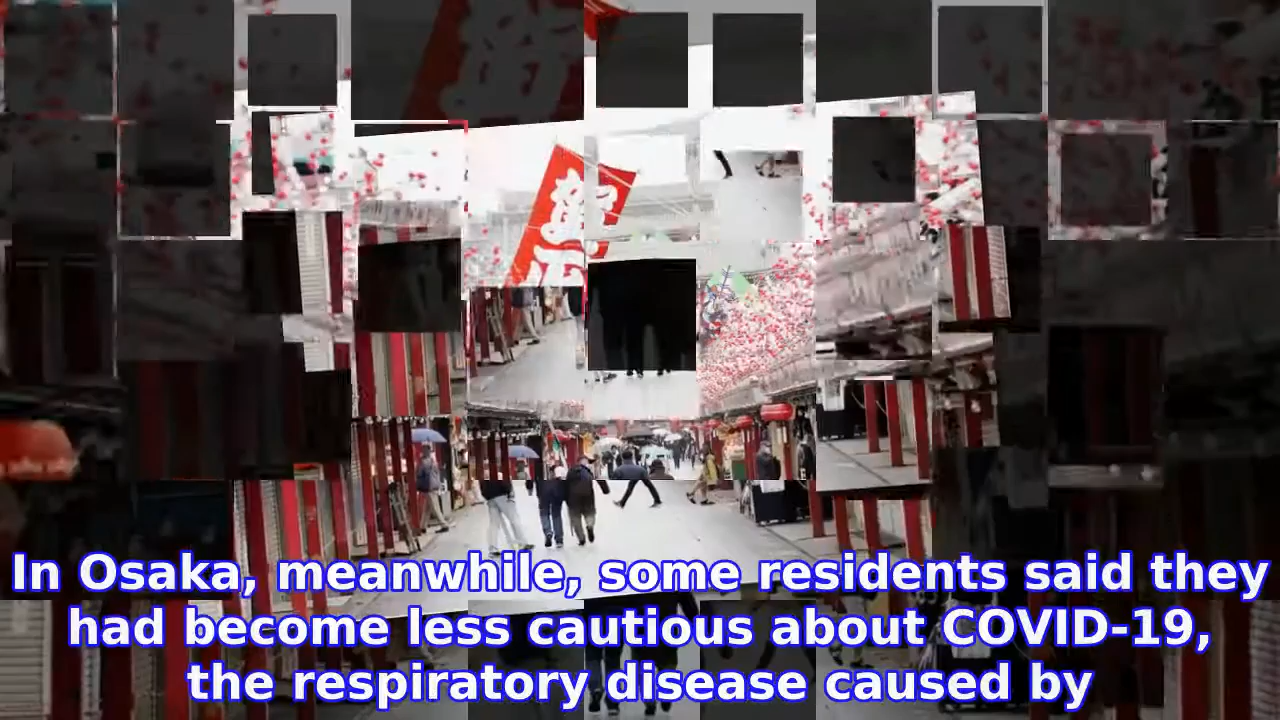 In Osaka, meanwhile, some residents said they
had become less cautious about COVID-19,
the respiratory disease caused by